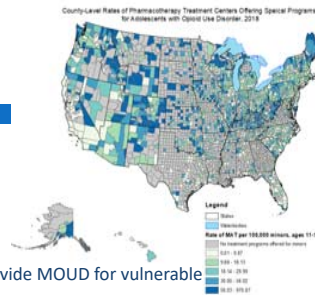 County-Level Rates of Pharmacotherapy Treatment Centers Offering Speical Programs
for Adolescents with Opioid Use Disorder, 2018
Legend
States
Waterbodies
Rate of MAT per 100,000 minors, ages 11-1
No treatment programs offered for minors
vide MOUD for vulnerable